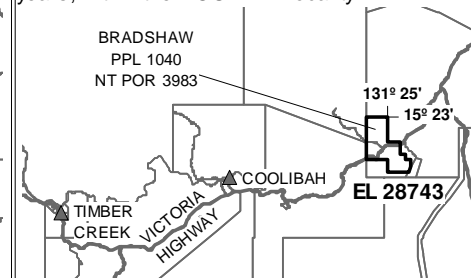 BRADSHAW
PPL 1040
NT POR 3983
131º 25'
15º 23'
EL 28743
COOLIBAH
TIMBER
CREEK
VICTORIA
HIGHWAY